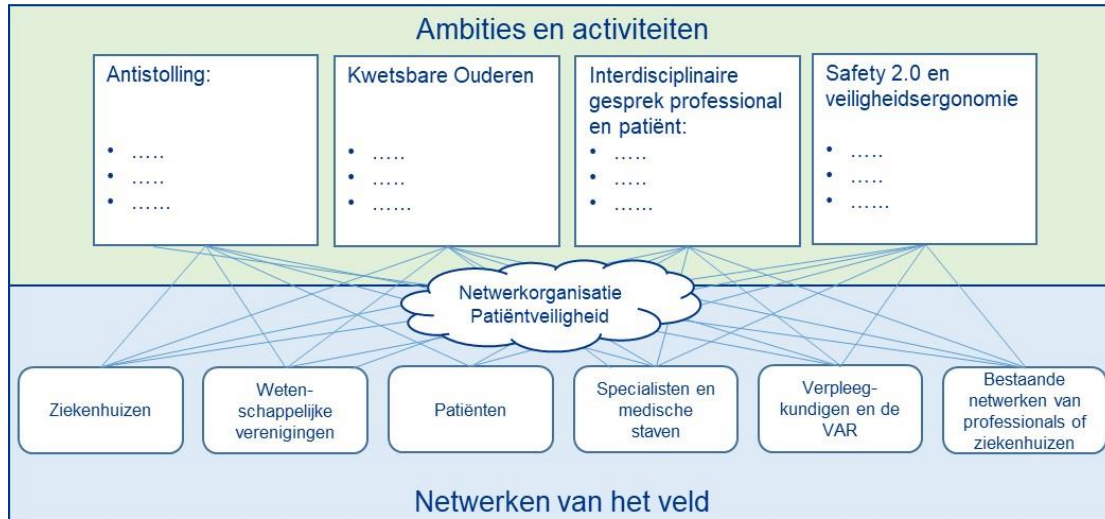 Ambities en activiteiten
Antistolling:
• …..
• …..
• ……
Kwetsbare Ouderen
• …..
• …..
• ……
Interdisciplinaire
gesprek professional
en patiënt:
• …..
• …..
• ……
Safety 2.0 en
veiligheidsergonomie
• …..
• …..
• ……
Netwerkorganisatie
Patiëntveiligheid
Ziekenhuizen
Weten-
schappelijke
verenigingen
Patiënten
Specialisten en
medische
staven
Verpleeg-
kundigen en de
VAR
Bestaande
netwerken van
professionals of
ziekenhuizen
Netwerken van het veld